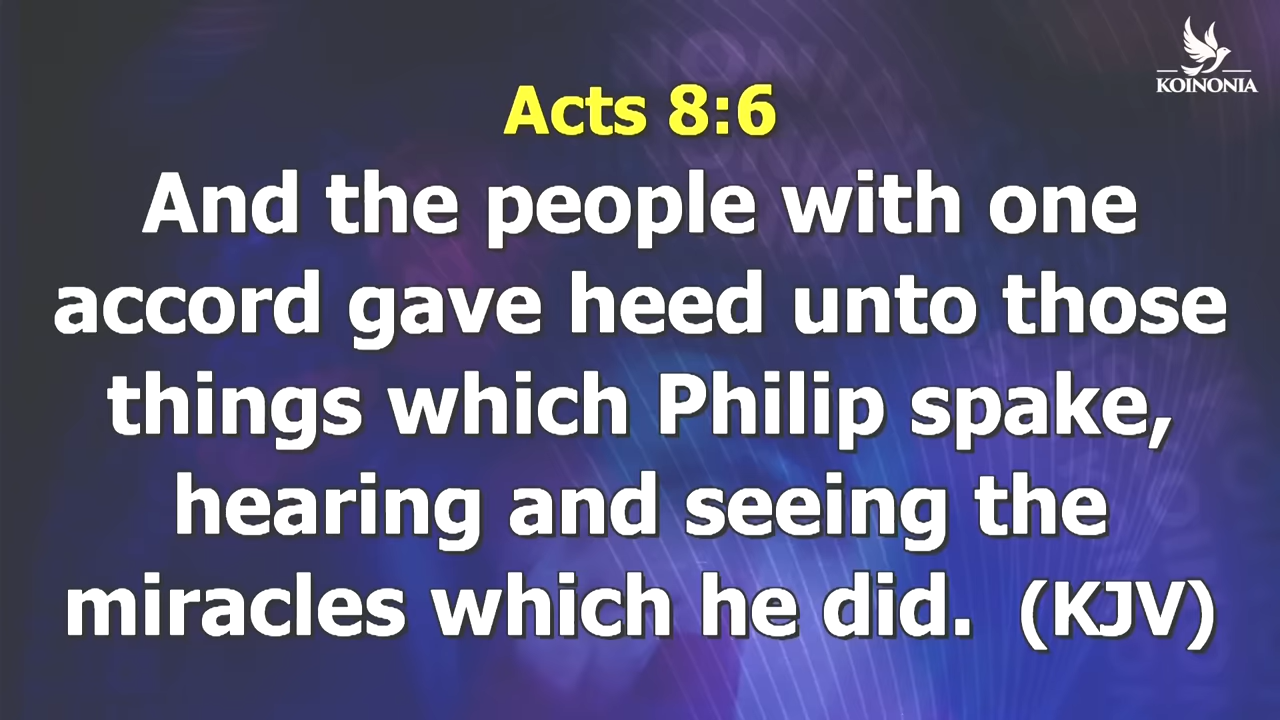 KOINONIA
Acts 8:6
And the people with one
accord gave heed unto those
things which Philip spake,
hearing and seeing the
miracles which he did. (KJV)